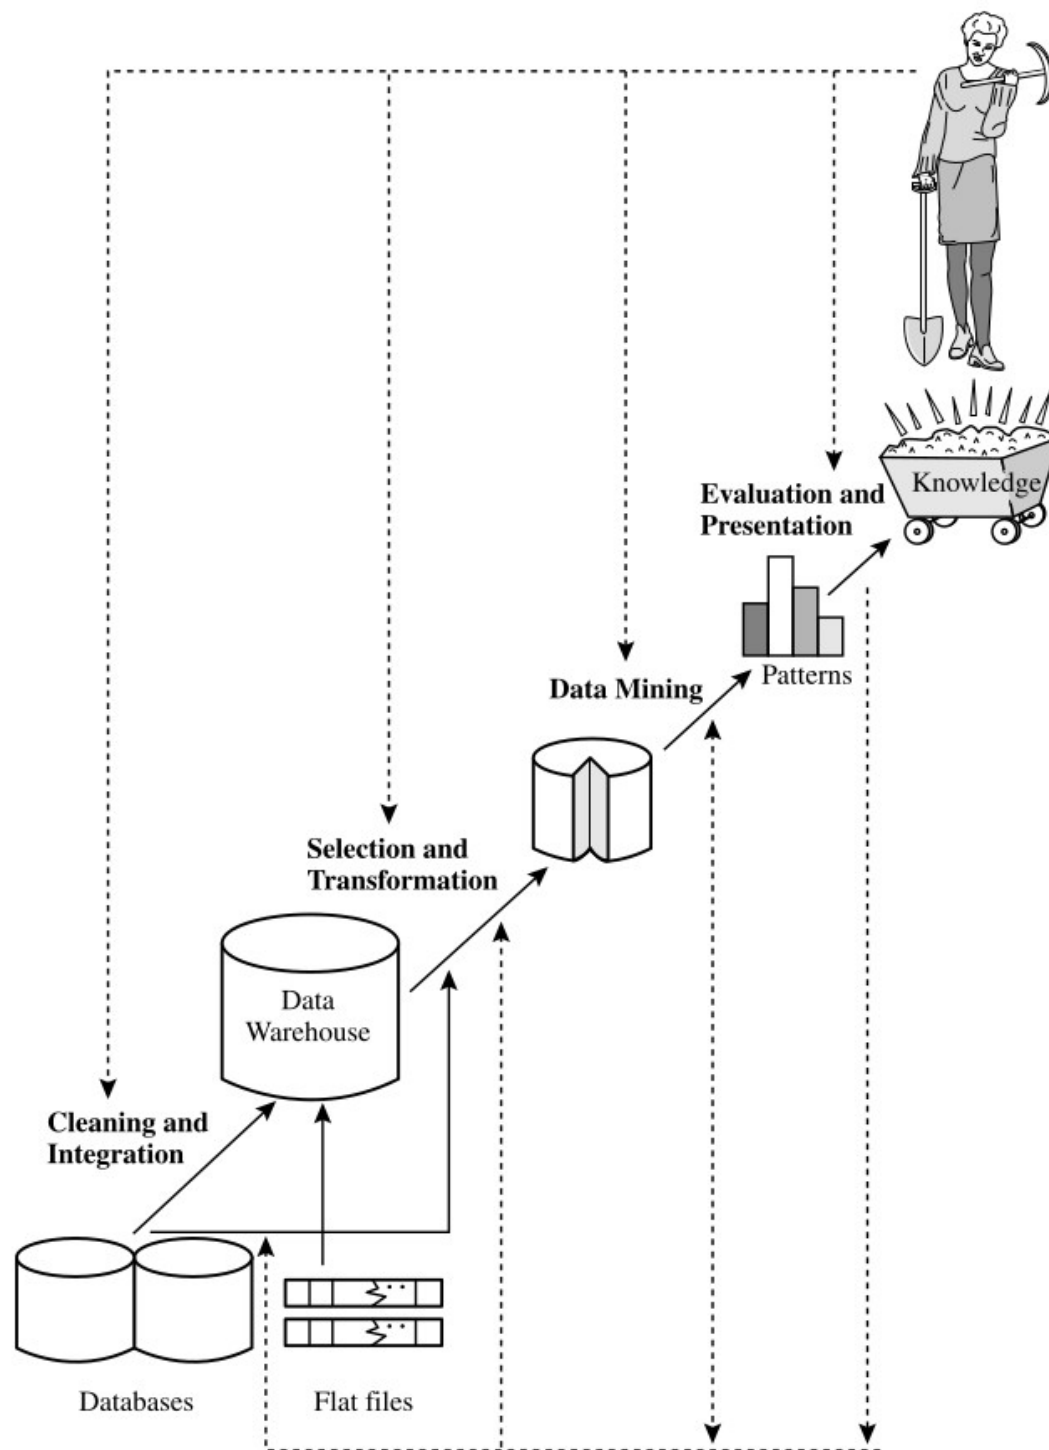 Evaluation and
Presentation
Knowledge
Patterns
Data Mining
Selection and
Transformation
Data
Warehouse
Cleaning and
Integration
Databases
Flat files